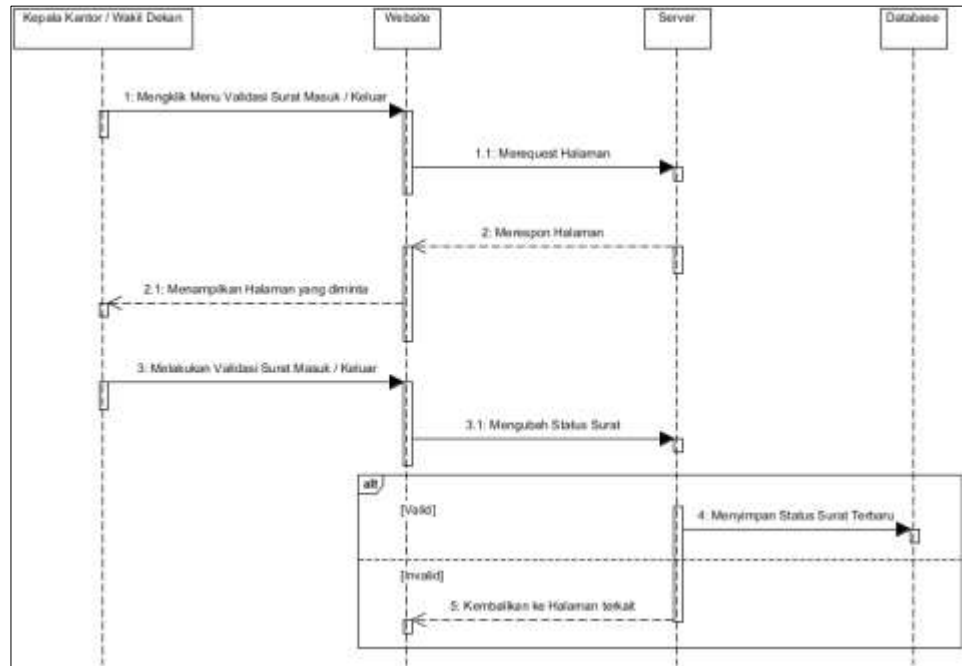 Kepala Kantor / Wakil Dekan
Website
Server
Database
1: Mengklik Menu Validasi Surat Masuk / Keluar
1.1: Merequest Halaman
2: Merespon Halaman
2.1: Menampilkan Halaman yang diminta
3: Melakukan Validasi Surat Masuk / Keluar
3.1: Mengubah Status Surat
alt
[Valid]
4: Menyimpan Status Surat Terbaru
[Invalid]
5: Kembalikan ke Halaman terkait